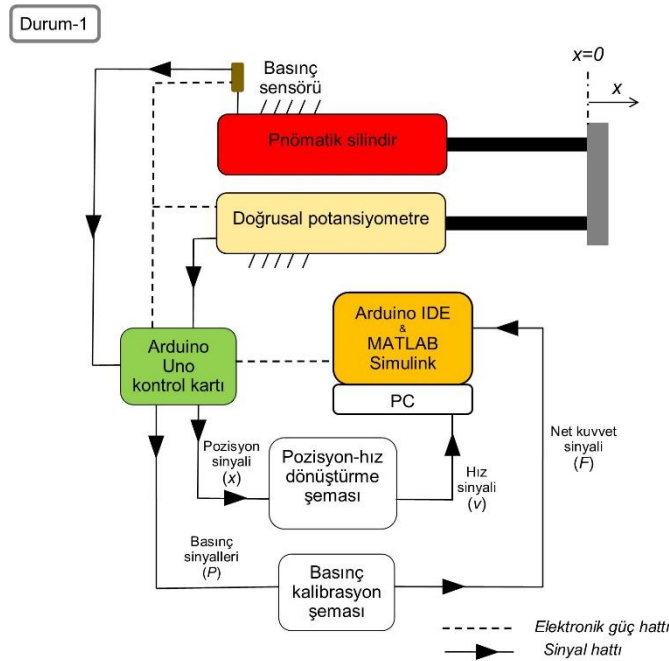 Durum-1
Basınç
sensörü
x=0
x
Pnömatik silindir
Doğrusal potansiyometre
Arduino
Uno
kontrol kartı
Arduino IDE
&
MATLAB
Simulink
PC
Pozisyon
sinyali
(x)
Pozisyon-hız
dönüştürme
şeması
Hız
sinyali
(v)
Net kuvvet
sinyali
(F)
Basınç
sinyalleri
(P)
Basınç
kalibrasyon
şeması
Elektronik güç hattı
Sinyal hattı